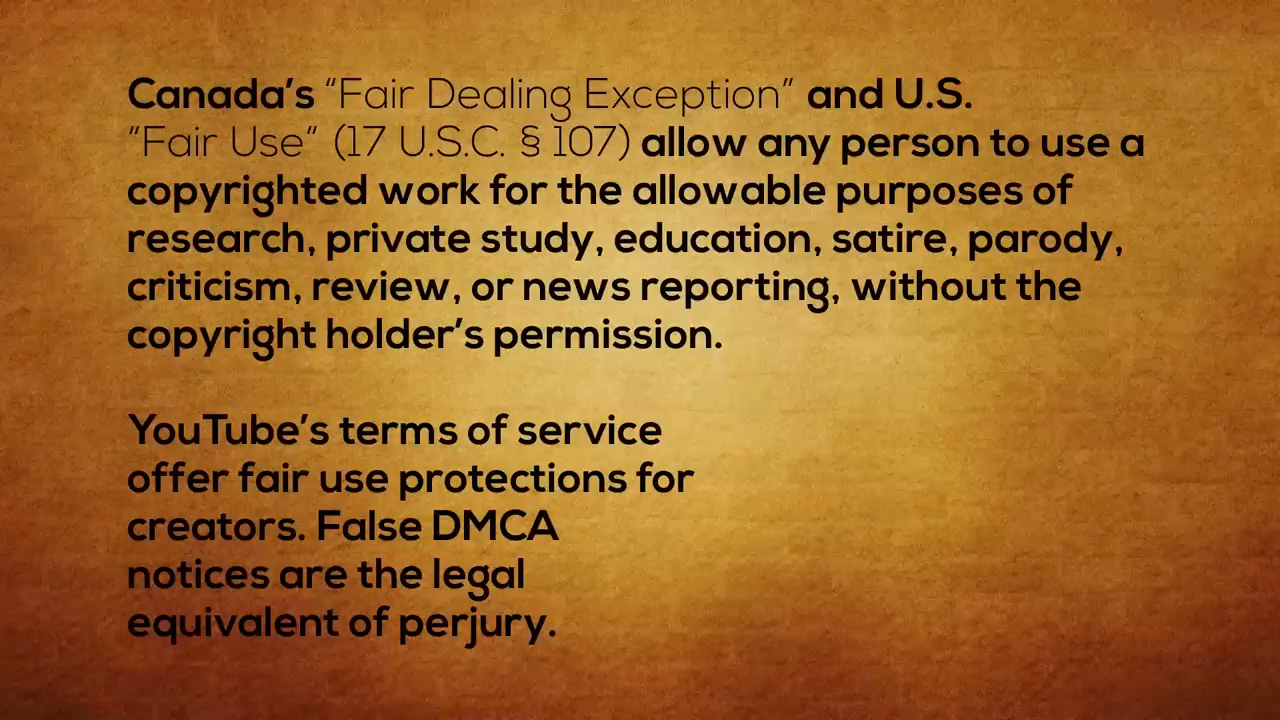 Canada's “Fair Dealing Exception” and U.S.
“Fair Use“ (17 U.S.C. § 107) allow any person to use a
copyrighted work for the allowable purposes of
research, private study, education, satire, parody,
criticism, review, or news reporting, without the
copyright holder's permission.
YouTube's terms of service
offer fair use protections for
creators. False DMCA
notices are the legal
equivalent of perjury.